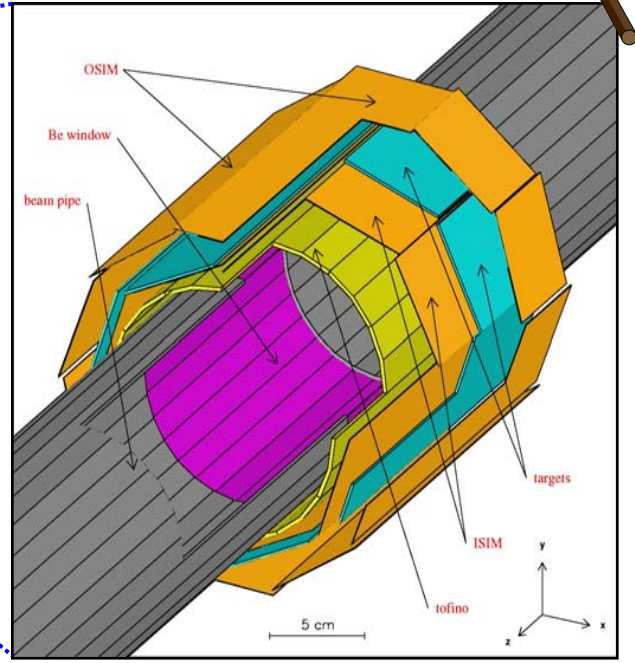 OSIM
Be window
beam pipe
targets
ISIM
tofino
5 cm
y
x
z